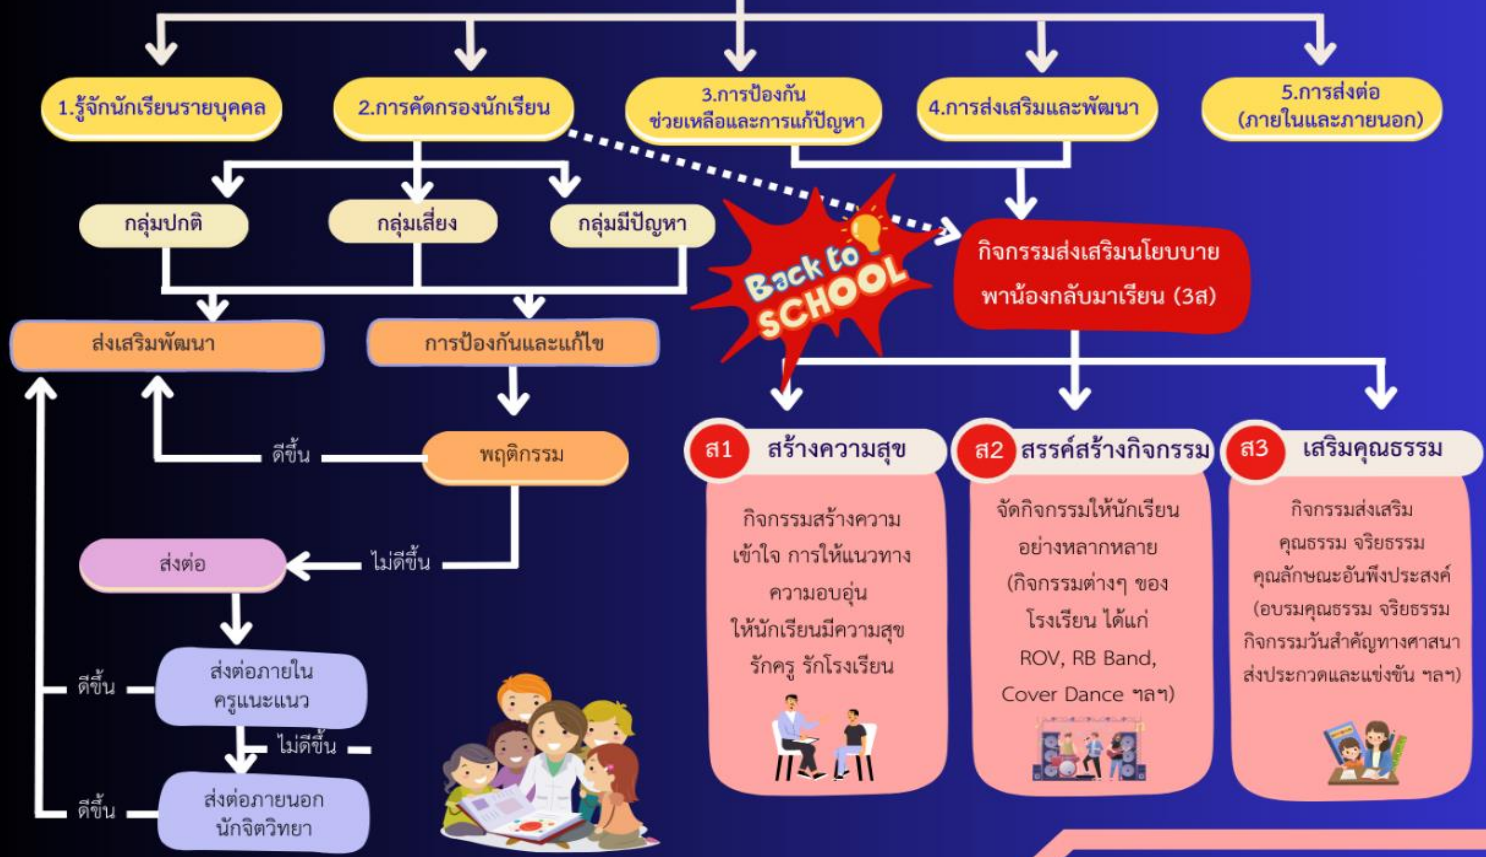 1.รู้จักนักเรียนรายบุคคล
2.การคัดกรองนักเรียน
3.การป้องกัน
ช่วยเหลือและการแก้ปัญหา
4.การส่งเสริมและพัฒนา
5.การส่งต่อ
(ภายในและภายนอก)
กลุ่มปกติ
กลุ่มเสี่ยง
กลุ่มมีปัญหา
Back to
SCHOOL
กิจกรรมส่งเสริมนโยบบาย
พาน้องกลับมาเรียน (3ส)
ส่งเสริมพัฒนา
การป้องกันและแก้ไข
พฤติกรรม
ดีขึ้น
ไม่ดีขึ้น
ส่งต่อ
ส่งต่อภายใน
ครูแนะแนว
ดีขึ้น
ไม่ดีขึ้น
ส่งต่อภายนอก
นักจิตวิทยา
ดีขึ้น
ส1 สร้างความสุข
กิจกรรมสร้างความ
เข้าใจ การให้แนวทาง
ความอบอุ่น
ให้นักเรียนมีความสุข
รักครู รักโรงเรียน
ส2 สรรค์สร้างกิจกรรม
จัดกิจกรรมให้นักเรียน
อย่างหลากหลาย
(กิจกรรมต่างๆ ของ
โรงเรียน ได้แก่
ROV, RB Band,
Cover Dance ฯลฯ)
ส3 เสริมคุณธรรม
กิจกรรมส่งเสริม
คุณธรรม จริยธรรม
คุณลักษณะอันพึงประสงค์
(อบรมคุณธรรม จริยธรรม
กิจกรรมวันสำคัญทางศาสนา
ส่งประกวดและแข่งขัน ฯลฯ)